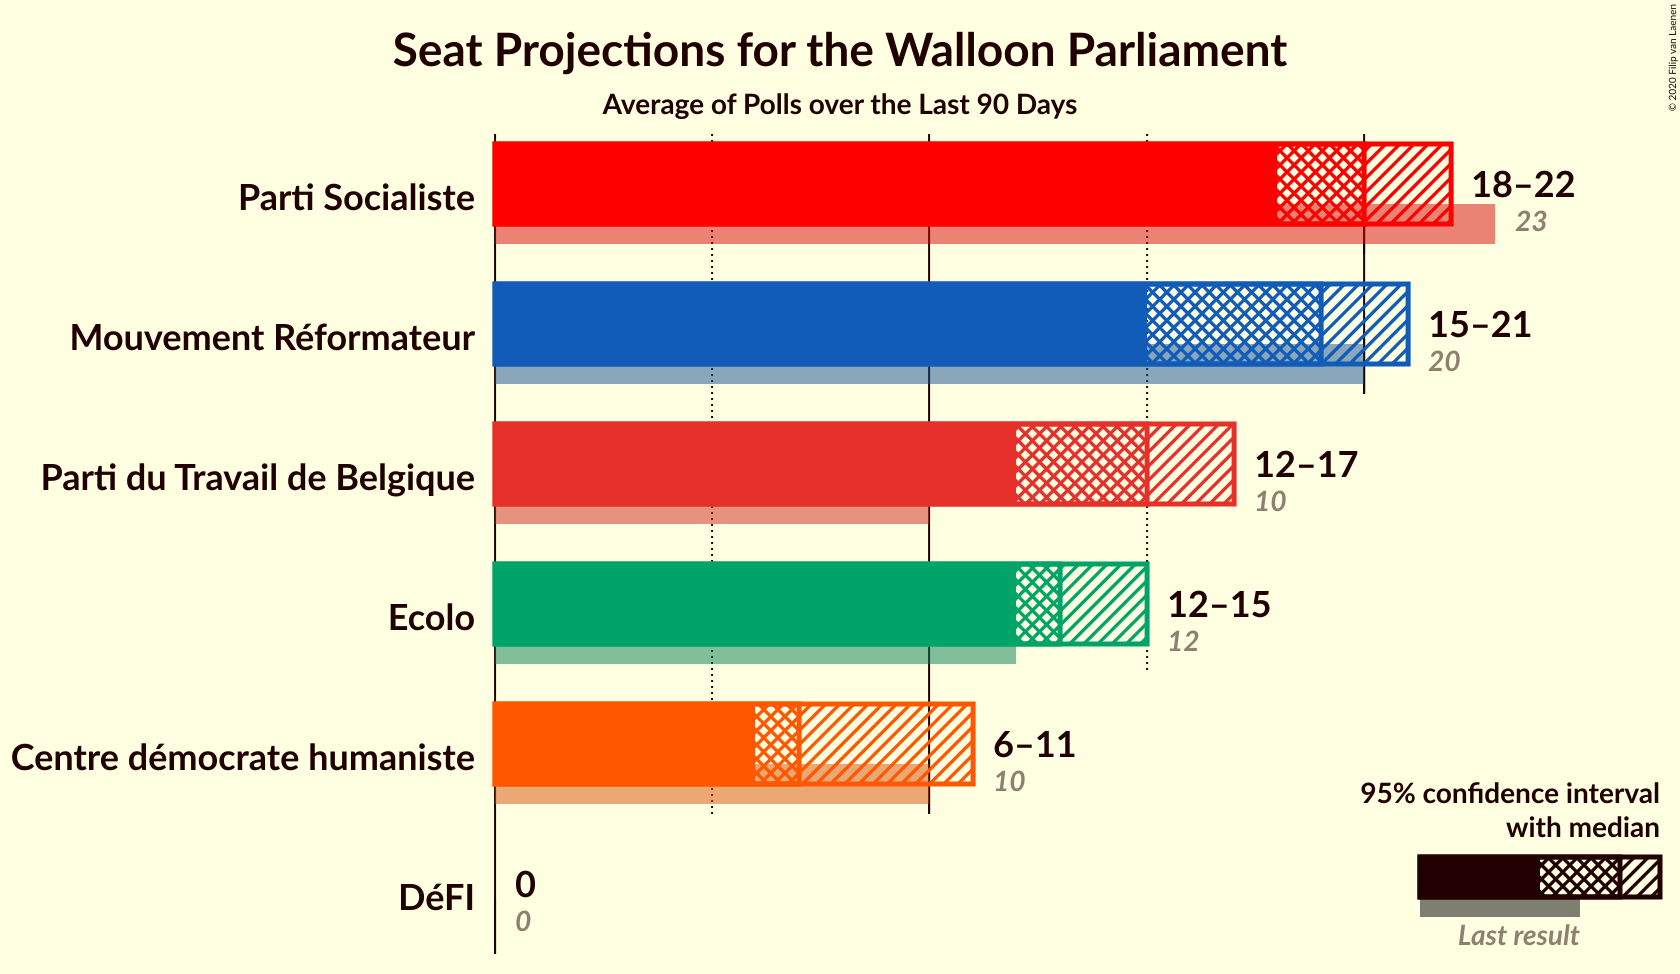 Seat Projections for the Walloon Parliament
Average of Polls over the Last 90 Days
© 2020 Filip van Laenen
Parti Socialiste
18–22
23
Mouvement Réformateur
15–21
20
Parti du Travail de Belgique
12–17
10
Ecolo
12–15
12
Centre démocrate humaniste
6–11
10
DéFI
0
0
95% confidence interval
with median
Last result